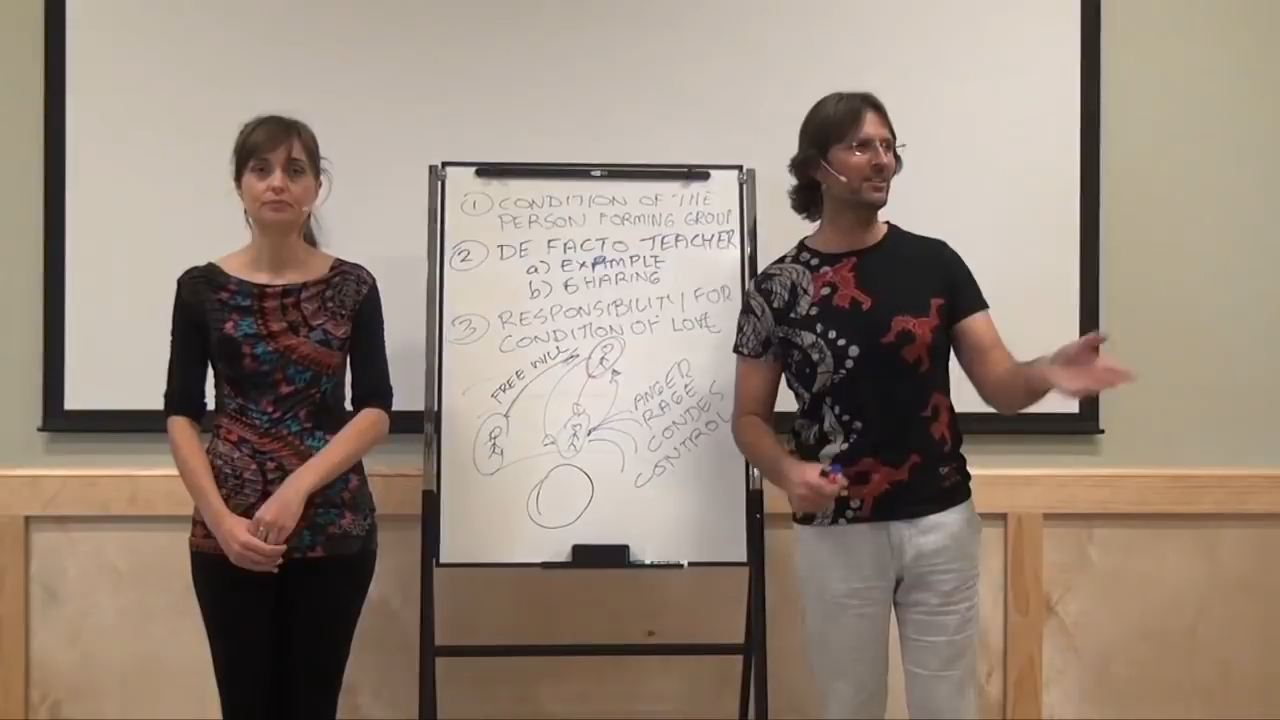 ① CONDITION OF THE
PERSON FORMING GROUP
② DE FACTO TEACHER
a) EXAMPLE
b) SHARING
③ RESPONSIBILITY FOR
CONDITION OF LOVE
FREE WILL
ANGER
RAGE
CONDES
CONTROL